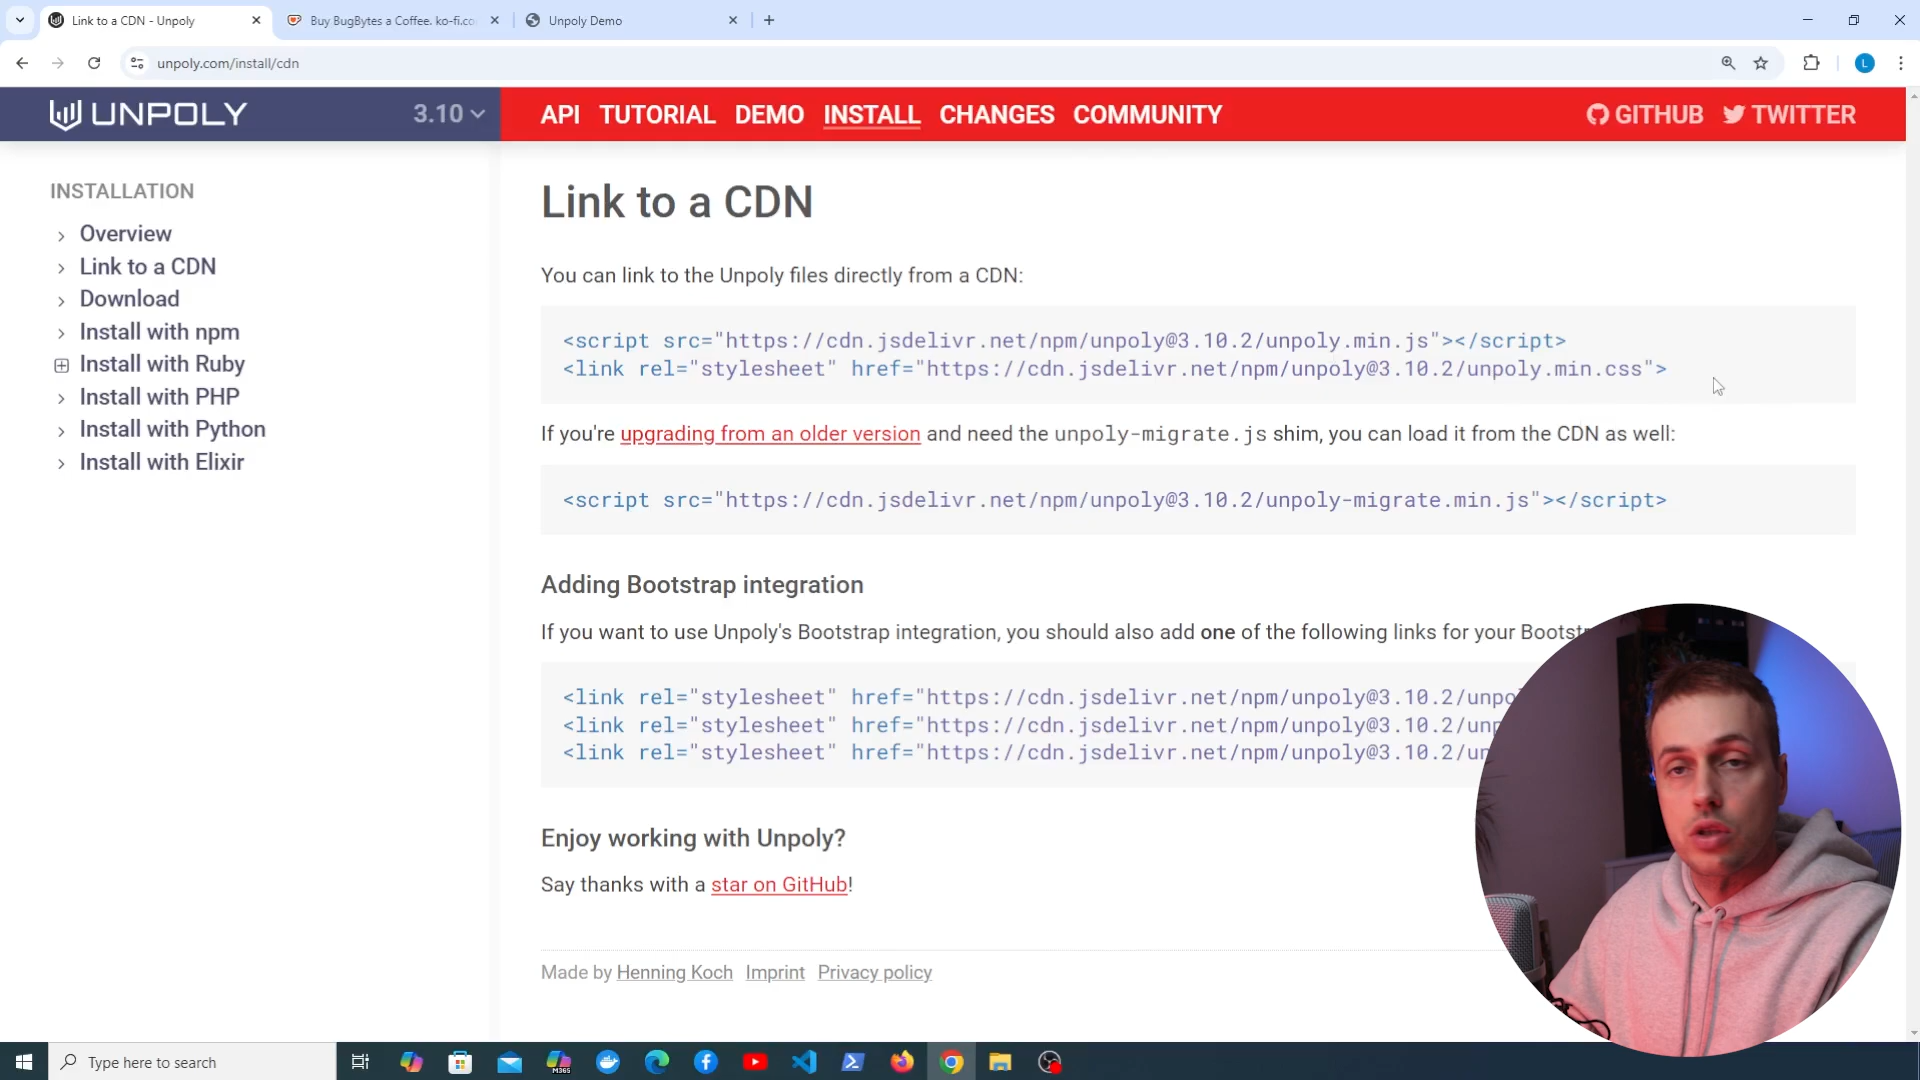 Link to a CDN - Unpoly
Buy BugBytes a Coffee. ko-fi.co
Unpoly Demo
unpoly.com/install/cdn
L
UNPOLY
3.10
API TUTORIAL DEMO INSTALL CHANGES COMMUNITY
GITHUB TWITTER
INSTALLATION
Overview
Link to a CDN
Download
Install with npm
Install with Ruby
Install with PHP
Install with Python
Install with Elixir
Link to a CDN
You can link to the Unpoly files directly from a CDN:
<script src="https://cdn.jsdelivr.net/npm/unpoly@3.10.2/unpoly.min.js"></script>
<link rel="stylesheet" href="https://cdn.jsdelivr.net/npm/unpoly@3.10.2/unpoly.min.css">
If you're upgrading from an older version and need the unpoly-migrate.js shim, you can load it from the CDN as well:
<script src="https://cdn.jsdelivr.net/npm/unpoly@3.10.2/unpoly-migrate.min.js"></script>
Adding Bootstrap integration
If you want to use Unpoly's Bootstrap integration, you should also add one of the following links for your Bootst
<link rel="stylesheet" href="https://cdn.jsdelivr.net/npm/unpoly@3.10.2/unpo
<link rel="stylesheet" href="https://cdn.jsdelivr.net/npm/unpoly@3.10.2/unp
<link rel="stylesheet" href="https://cdn.jsdelivr.net/npm/unpoly@3.10.2/un
Enjoy working with Unpoly?
Say thanks with a star on GitHub!
Made by Henning Koch Imprint Privacy policy
Type here to search
M365